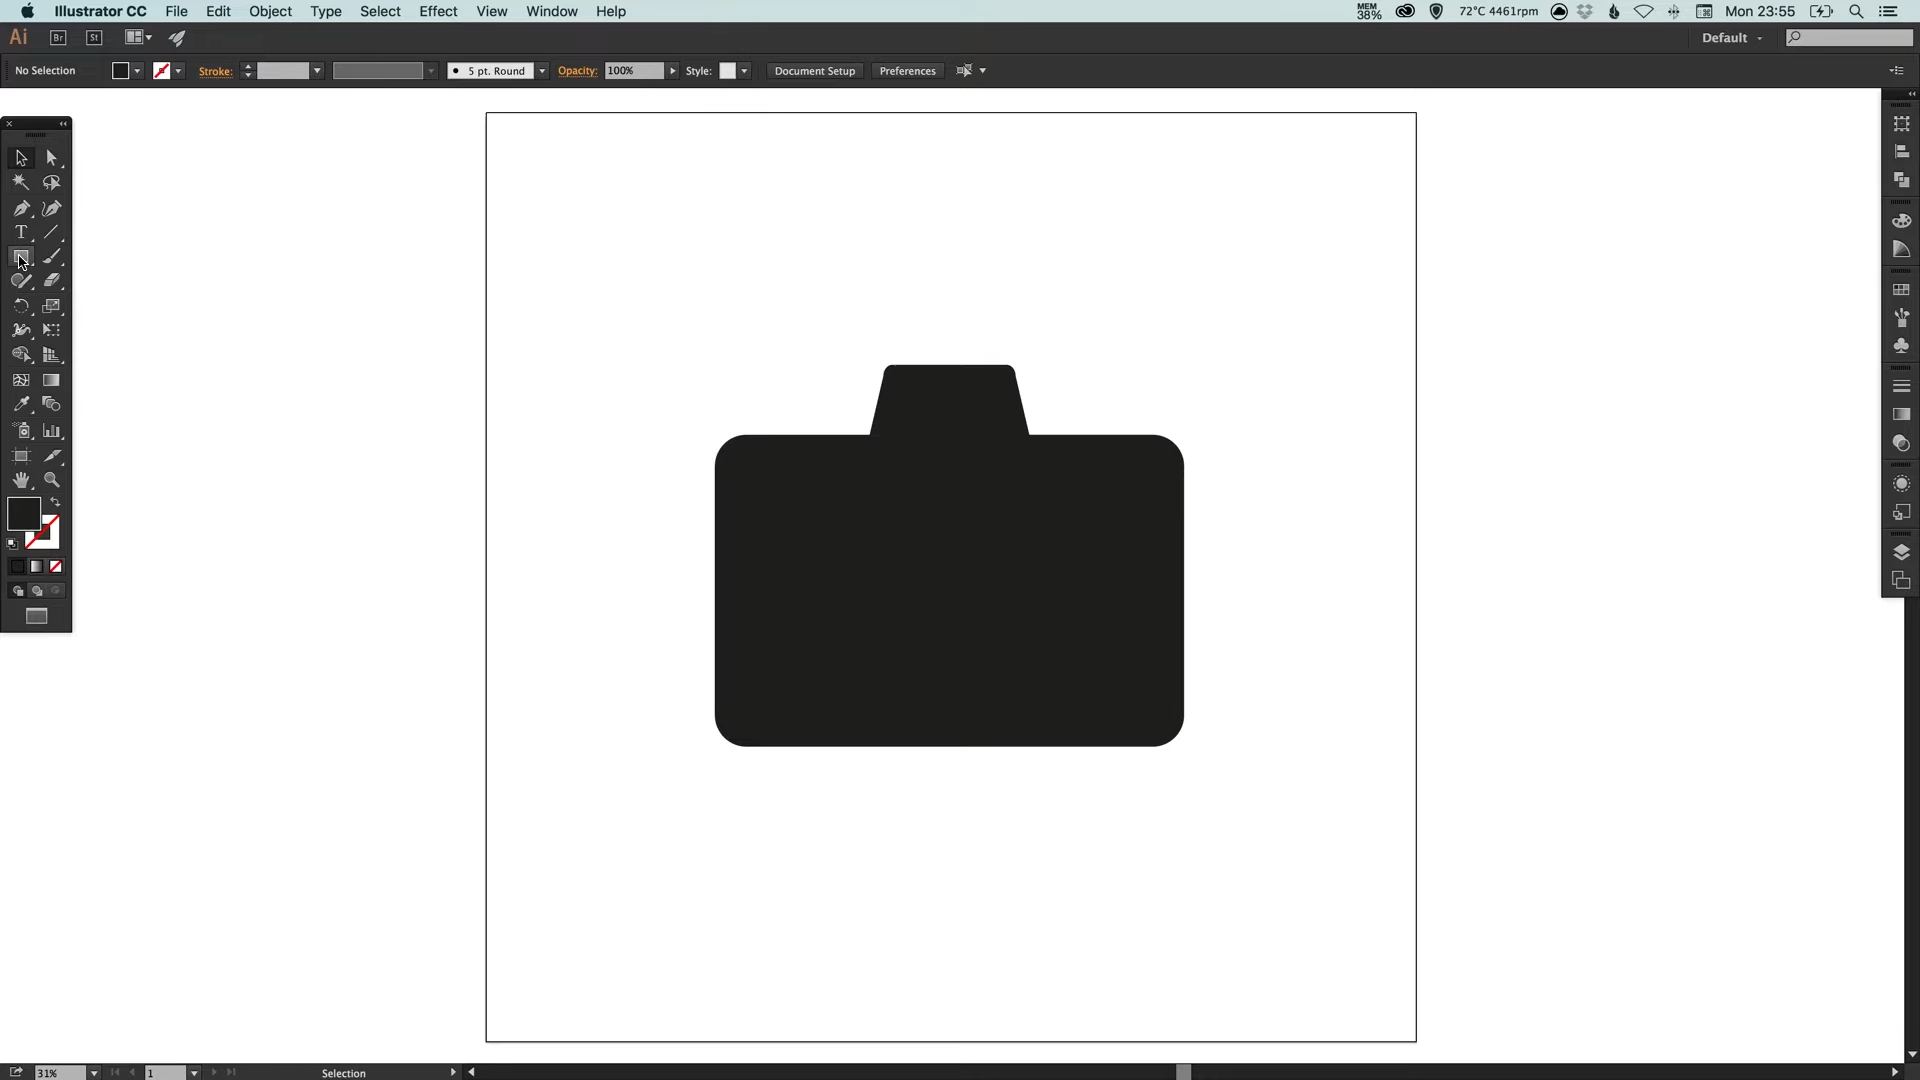 Illustrator CC File Edit Object Type Select Effect View Window Help MEM 38% 72°C 4461rpm Mon 23:55
Ai Br St Default
No Selection Stroke: 5 pt. Round Opacity: 100% Style: Document Setup Preferences
T
31% 1 Selection